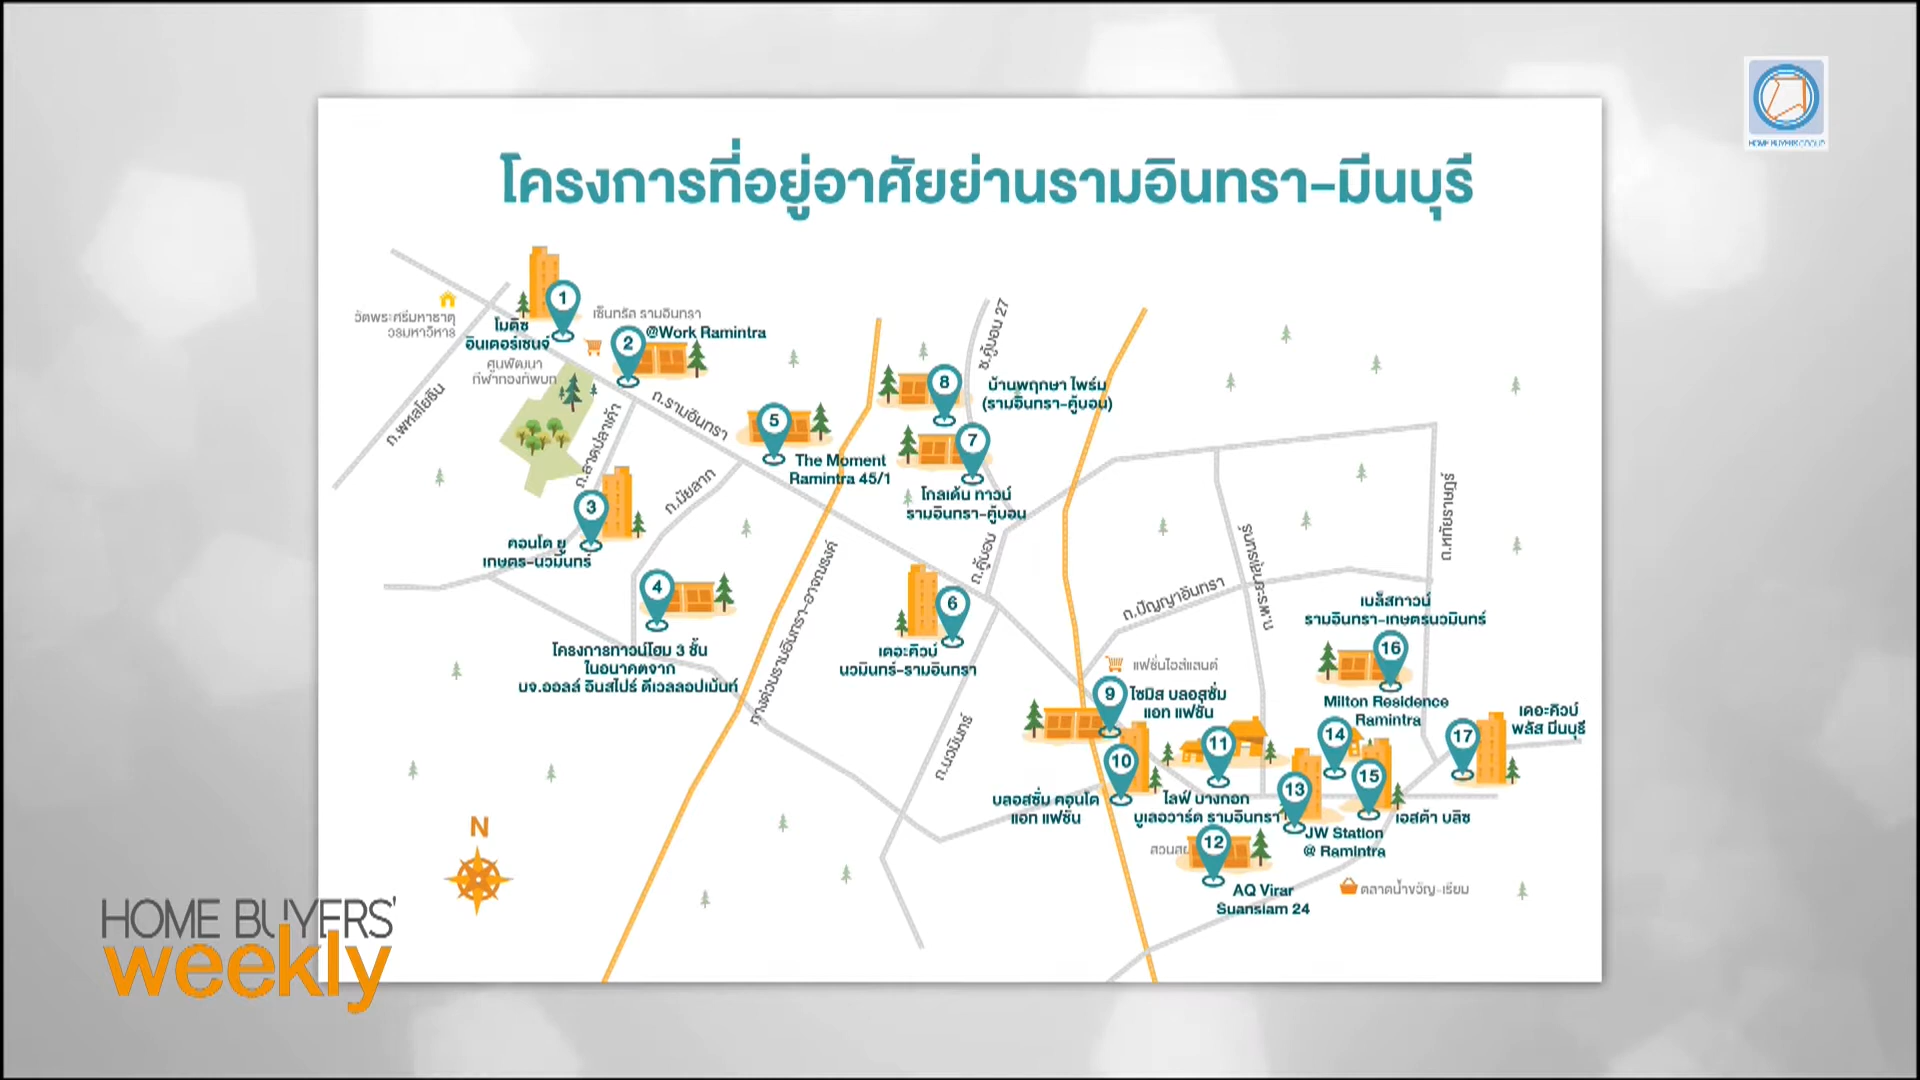 HOME BUYERS GROUP
โครงการที่อยู่อาศัยย่านรามอินทรา-มีนบุรี
1
โมดิซ
อินเตอร์เชนจ์
วัดพระศรีมหาธาตุ
วรมหาวิหาร
เซ็นทรัล รามอินทรา
2
@Work Ramintra
ศูนพัฒนา
กีฬากองทัพบก
ถ.พหลโยธิน
ถ.ลาดปลาเค้า
ถ.รามอินทรา
ถ.มัยลาภ
3
คอนโด ยู
เกษตร-นวมินทร์
4
โครงการทาวน์โฮม 3 ชั้น
ในอนาคตจาก
บจ.ออลล์ อินสไปร์ ดีเวลลอปเม้นท์
5
The Moment
Ramintra 45/1
ทางด่วนรามอินทรา-อาจณรงค์
ซ.คู้บอน 27
8
บ้านพฤกษา ไพร์ม
(รามอินทรา-คู้บอน)
7
โกลเด้น ทาวน์
รามอินทรา-คู้บอน
ถ.คู้บอน
6
เดอะคิวบ์
นวมินทร์-รามอินทรา
ถ.นวมินทร์
ถ.ปัญญาอินทรา
ถ.พระยาสุเรนทร์
ถ.หทัยราษฎร์
แฟชั่นไอส์แลนด์
9
ไซมิส บลอสซั่ม
แอท แฟชั่น
10
บลอสซั่ม คอนโด
แอท แฟชั่น
11
ไลฟ์ บางกอก
บูเลอวาร์ด รามอินทรา
12
AQ Virar
Suansiam 24
13
JW Station
@ Ramintra
14
Milton Residence
Ramintra
15
เอสต้า บลิซ
16
เบล็สทาวน์
รามอินทรา-เกษตรนวมินทร์
17
เดอะคิวบ์
พลัส มีนบุรี
ตลาดน้ำขวัญ-เรียม
N
HOME BUYERS'
weekly